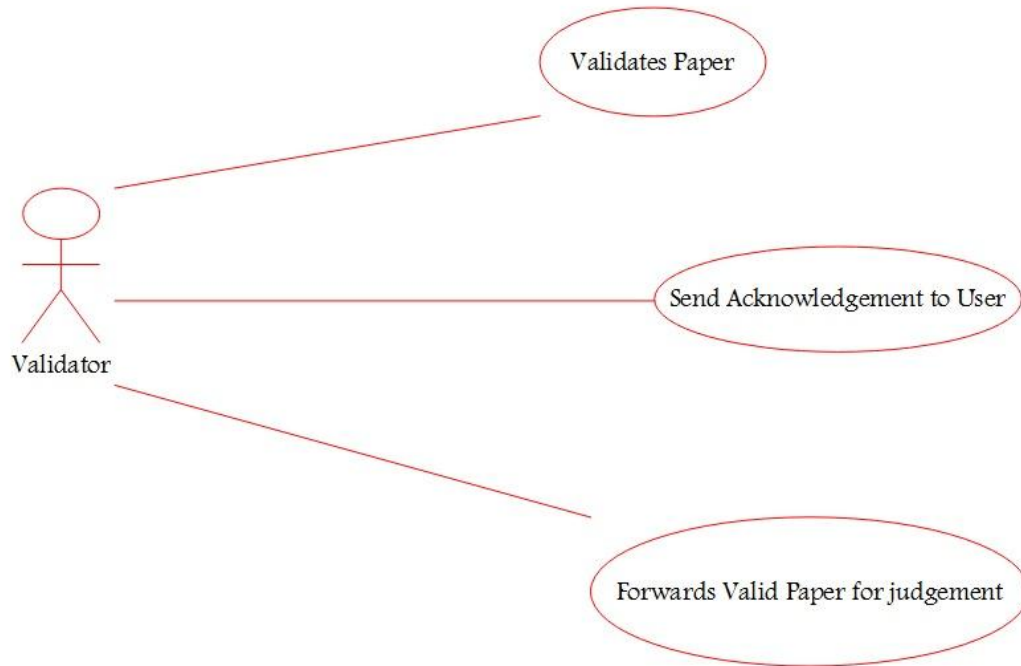 Validates Paper
Send Acknowledgement to User
Validator
Forwards Valid Paper for judgement